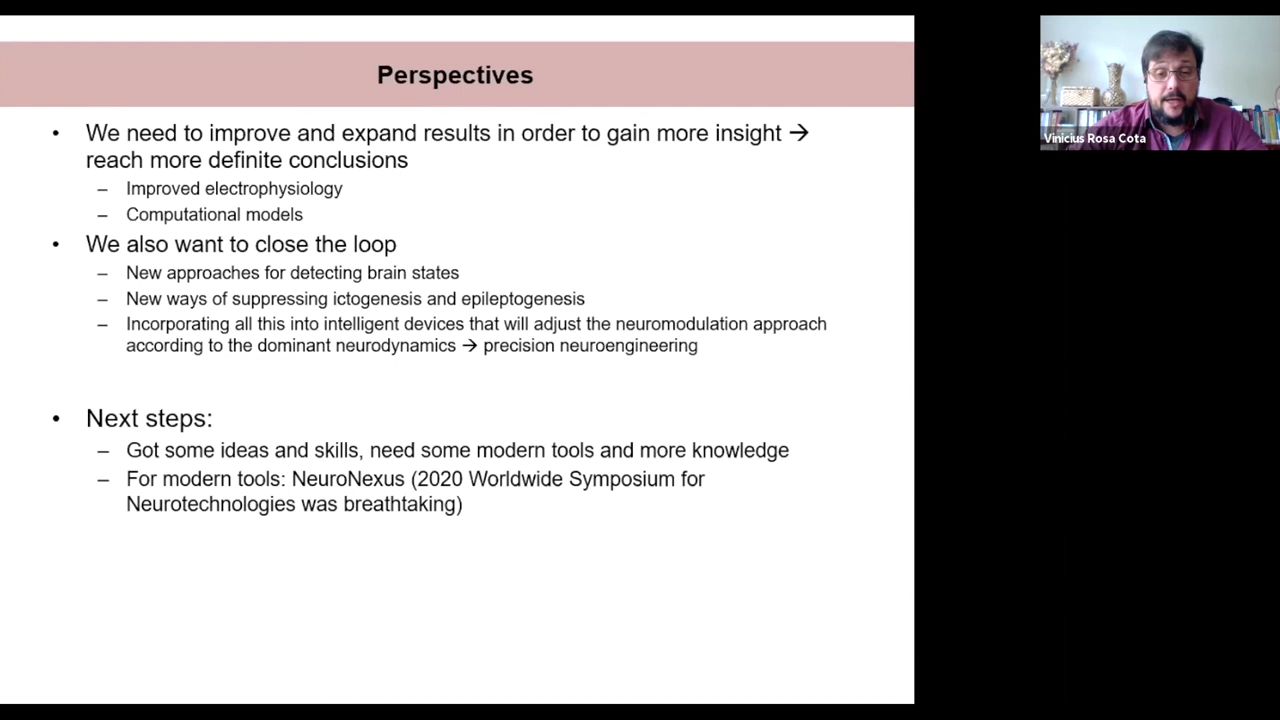 Perspectives
• We need to improve and expand results in order to gain more insight →
reach more definite conclusions
– Improved electrophysiology
– Computational models
• We also want to close the loop
– New approaches for detecting brain states
– New ways of suppressing ictogenesis and epileptogenesis
– Incorporating all this into intelligent devices that will adjust the neuromodulation approach
according to the dominant neurodynamics → precision neuroengineering
• Next steps:
– Got some ideas and skills, need some modern tools and more knowledge
– For modern tools: NeuroNexus (2020 Worldwide Symposium for
Neurotechnologies was breathtaking)
Vinicius Rosa Cota